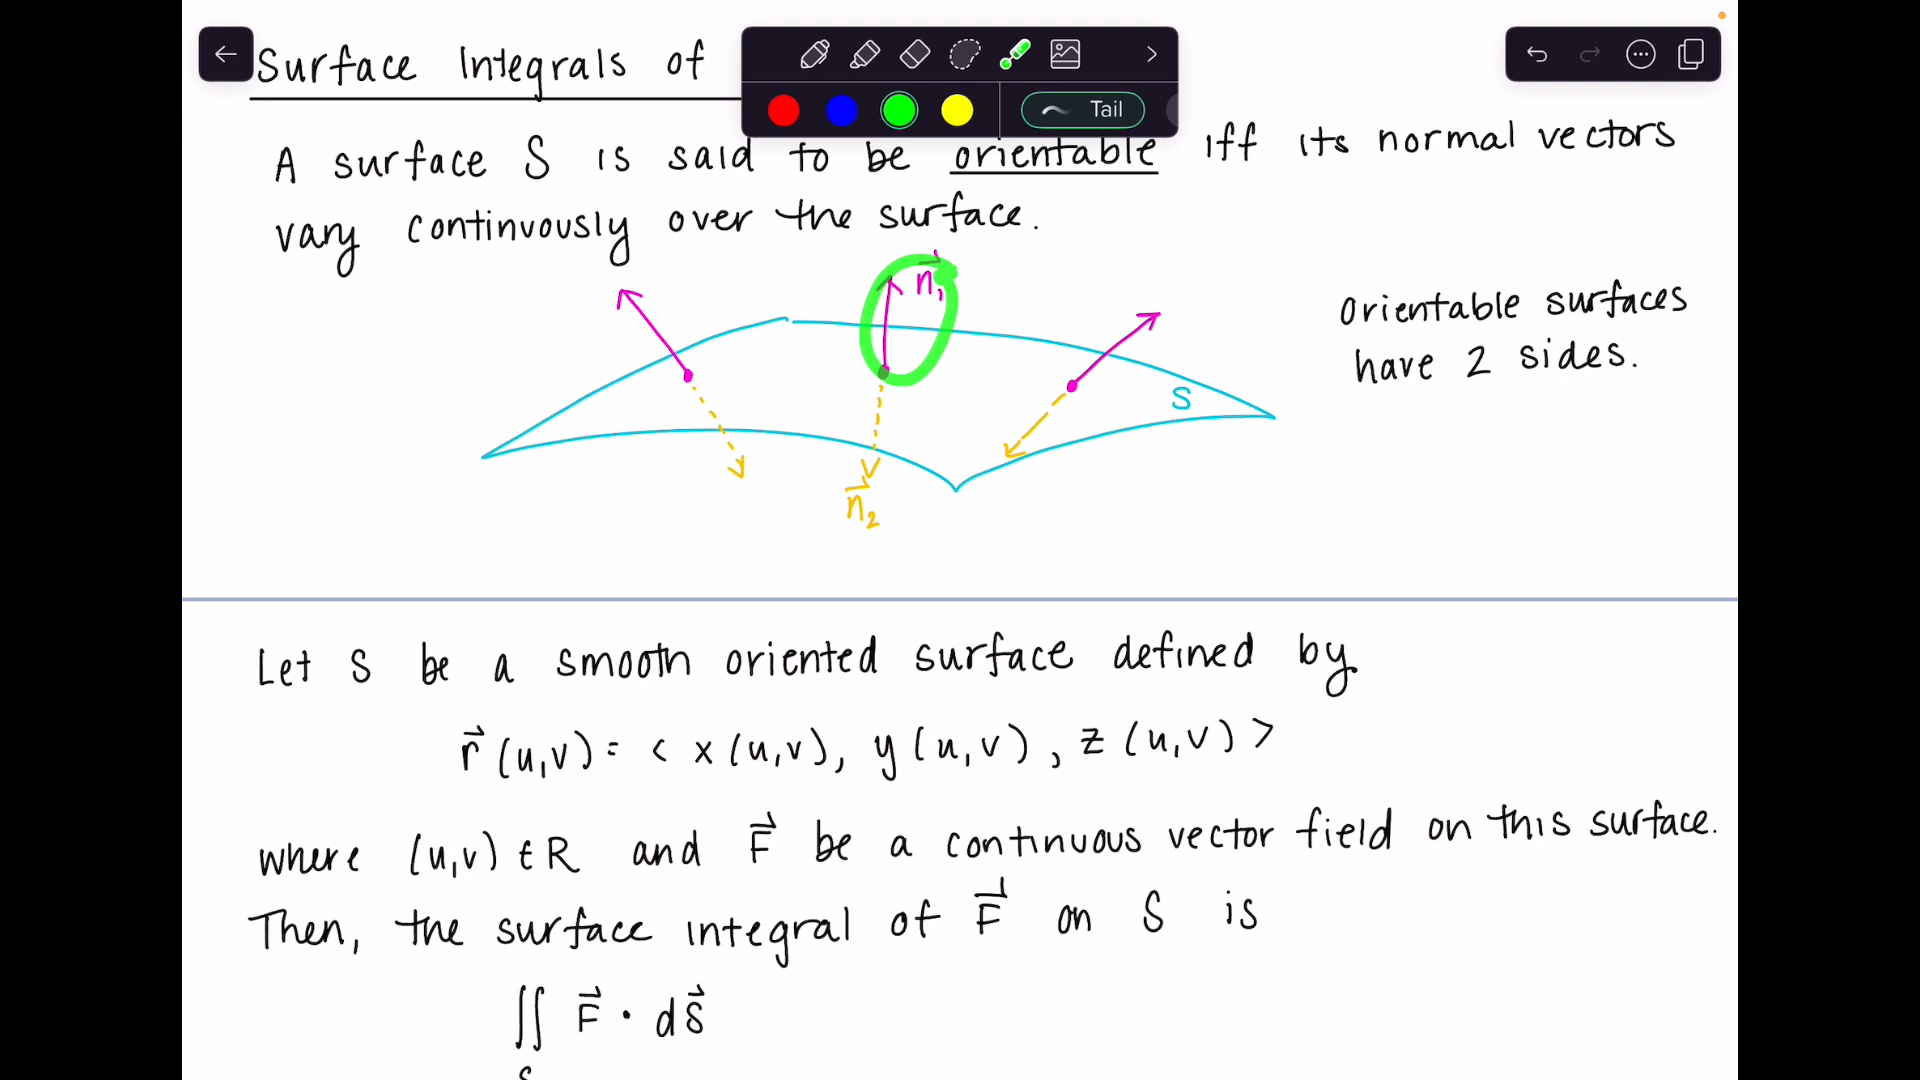 Surface Integrals of
Tail
A surface S is said to be orientable iff its normal vectors
vary continuously over the surface.
n⃗₁
orientable surfaces
have 2 sides.
S
n⃗₂
Let S be a smooth oriented surface defined by
r⃗(u,v) = < x(u,v), y(u,v), z(u,v) >
where (u,v) ∈ R and F⃗ be a continuous vector field on this surface.
Then, the surface integral of F⃗ on S is
∬ F⃗ · dS⃗